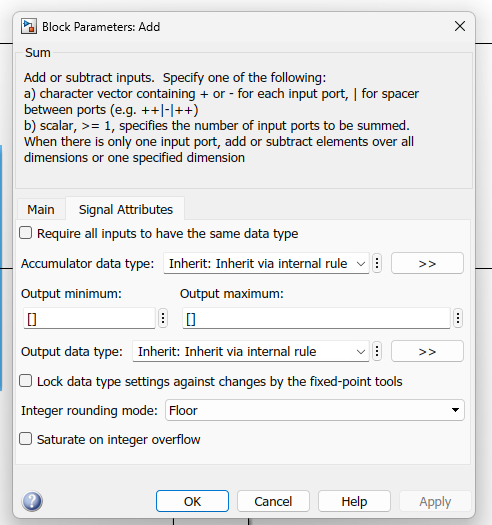 Block Parameters: Add
Sum
Add or subtract inputs.  Specify one of the following:
a) character vector containing + or - for each input port, | for spacer
between ports (e.g. ++|-|++)
b) scalar, >= 1, specifies the number of input ports to be summed.
When there is only one input port, add or subtract elements over all
dimensions or one specified dimension
Main Signal Attributes
Require all inputs to have the same data type
Accumulator data type: Inherit: Inherit via internal rule >>
Output minimum: Output maximum:
[] []
Output data type: Inherit: Inherit via internal rule >>
Lock data type settings against changes by the fixed-point tools
Integer rounding mode: Floor
Saturate on integer overflow
? OK Cancel Help Apply